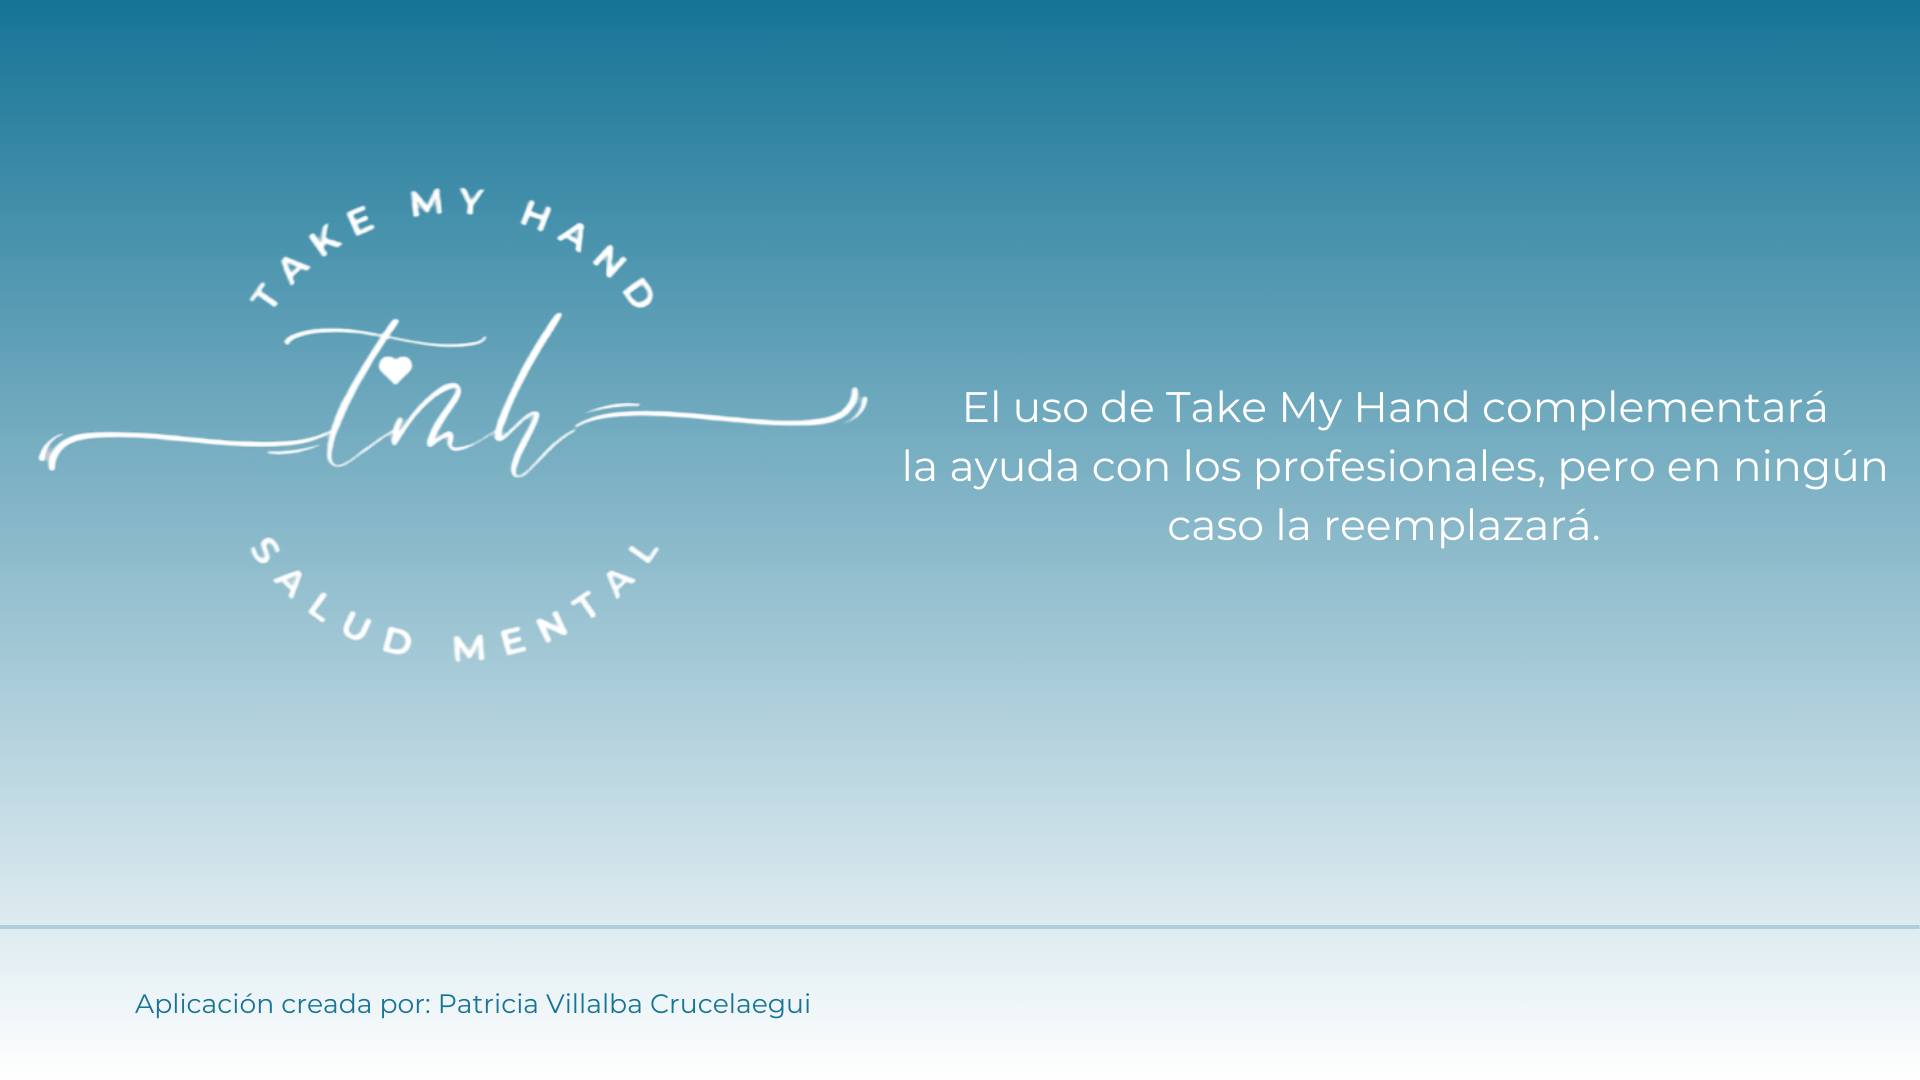 TAKE MY HAND
tmh
SALUD MENTAL
El uso de Take My Hand complementará
la ayuda con los profesionales, pero en ningún
caso la reemplazará.
Aplicación creada por: Patricia Villalba Crucelaegui